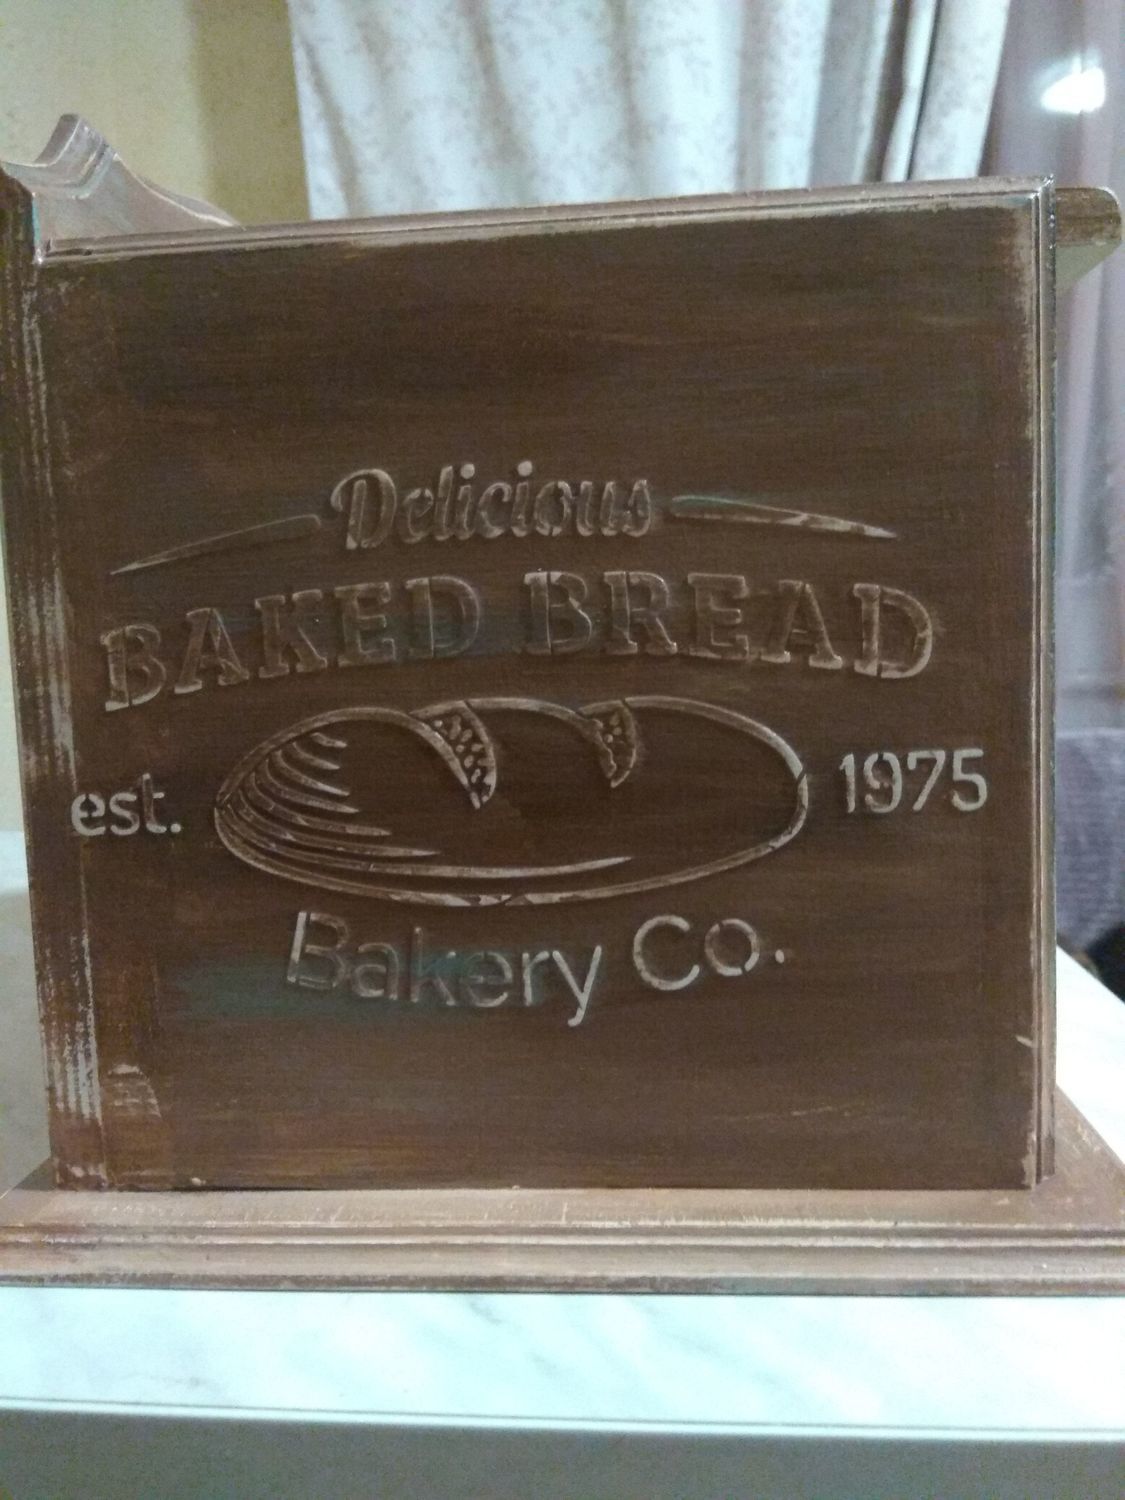 Delicious
BAKED BREAD
est. 1975
Bakery Co.